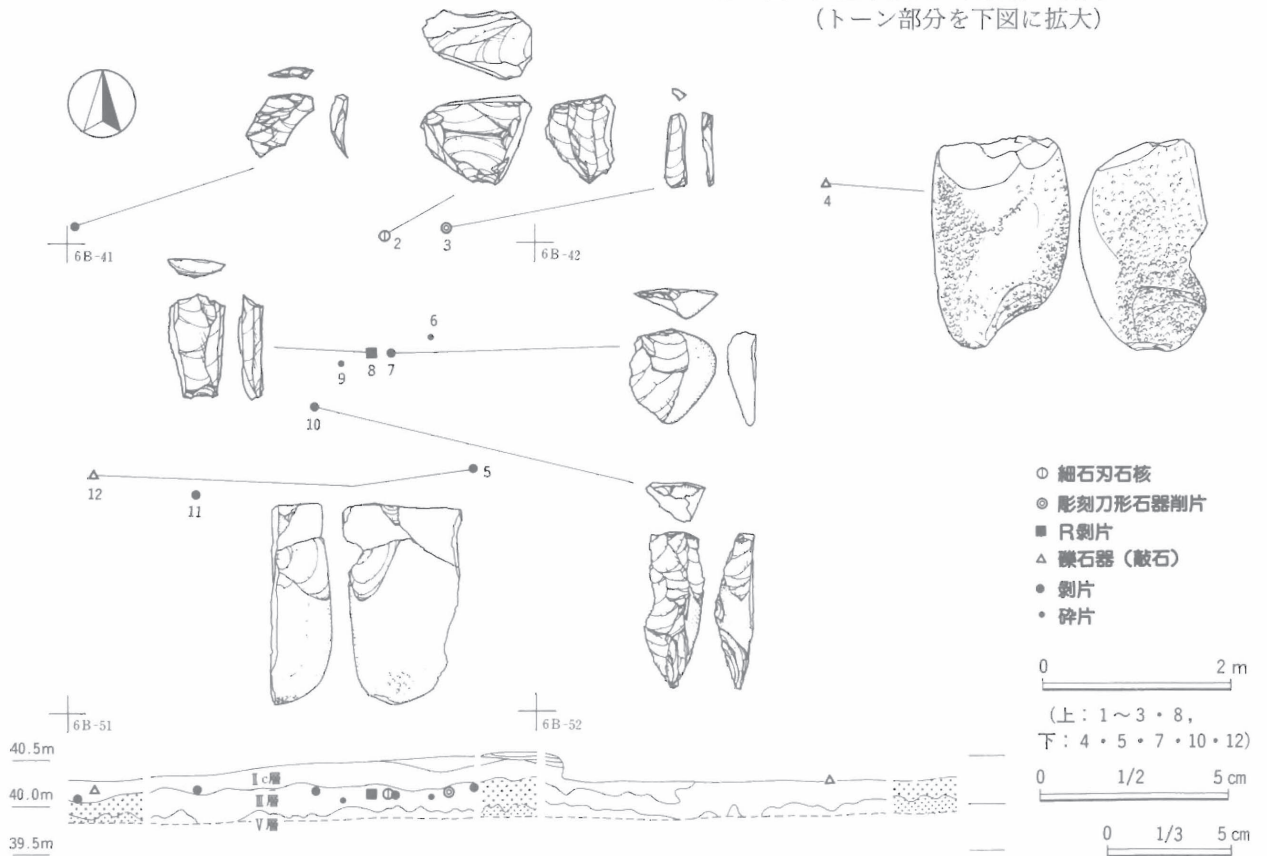 (トーン部分を下図に拡大)
4
2
3
6B-41
6B-42
6
9
8
7
10
5
12
11
細石刃石核
彫刻刀形石器削片
R剝片
礫石器(敲石)
剝片
砕片
0 2 m
(上:1～3・8,
下:4・5・7・10・12)
0 1/2 5 cm
0 1/3 5 cm
6B-51
6B-52
40.5m
Ⅱc層
40.0m
Ⅲ層
Ⅴ層
39.5m